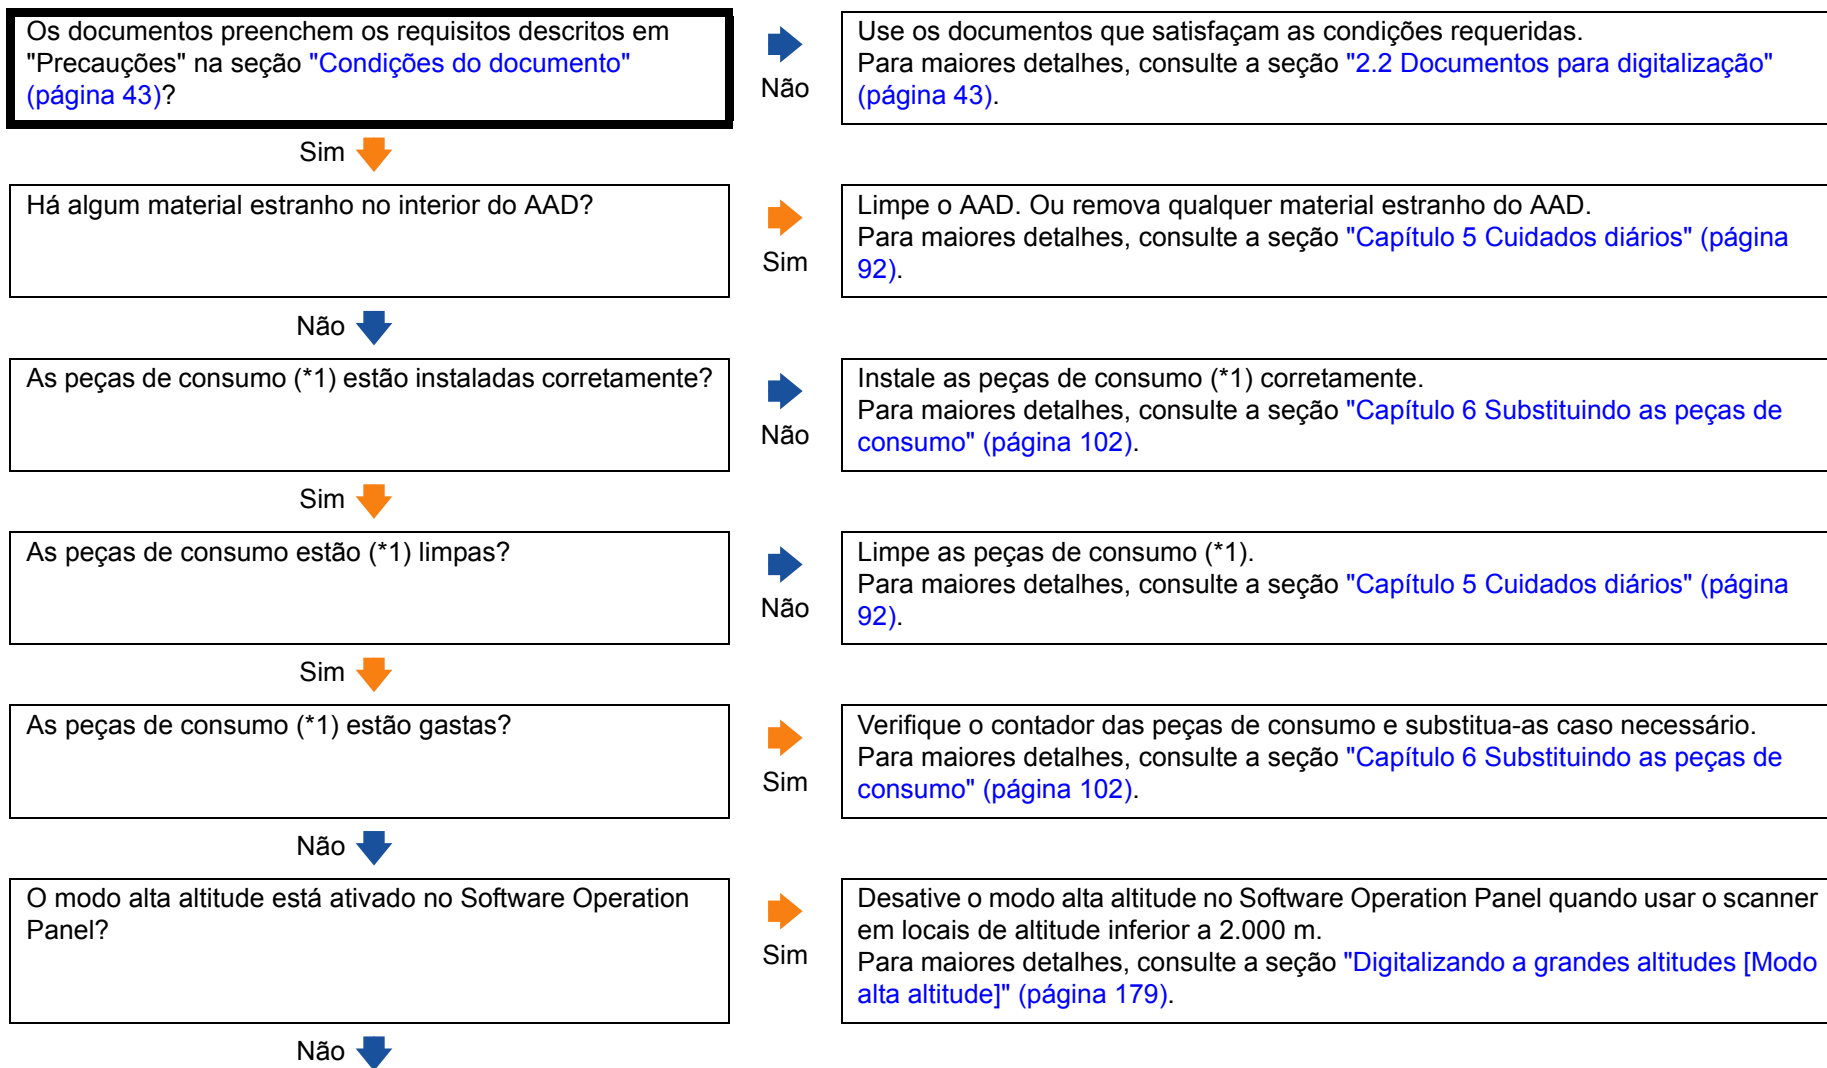 Os documentos preenchem os requisitos descritos em
"Precauções" na seção "Condições do documento"
(página 43)?
Não
Use os documentos que satisfaçam as condições requeridas.
Para maiores detalhes, consulte a seção "2.2 Documentos para digitalização"
(página 43).
Sim
Há algum material estranho no interior do AAD?
Sim
Limpe o AAD. Ou remova qualquer material estranho do AAD.
Para maiores detalhes, consulte a seção "Capítulo 5 Cuidados diários" (página
92).
Não
As peças de consumo (*1) estão instaladas corretamente?
Não
Instale as peças de consumo (*1) corretamente.
Para maiores detalhes, consulte a seção "Capítulo 6 Substituindo as peças de
consumo" (página 102).
Sim
As peças de consumo estão (*1) limpas?
Não
Limpe as peças de consumo (*1).
Para maiores detalhes, consulte a seção "Capítulo 5 Cuidados diários" (página
92).
Sim
As peças de consumo (*1) estão gastas?
Sim
Verifique o contador das peças de consumo e substitua-as caso necessário.
Para maiores detalhes, consulte a seção "Capítulo 6 Substituindo as peças de
consumo" (página 102).
Não
O modo alta altitude está ativado no Software Operation
Panel?
Sim
Desative o modo alta altitude no Software Operation Panel quando usar o scanner
em locais de altitude inferior a 2.000 m.
Para maiores detalhes, consulte a seção "Digitalizando a grandes altitudes [Modo
alta altitude]" (página 179).
Não